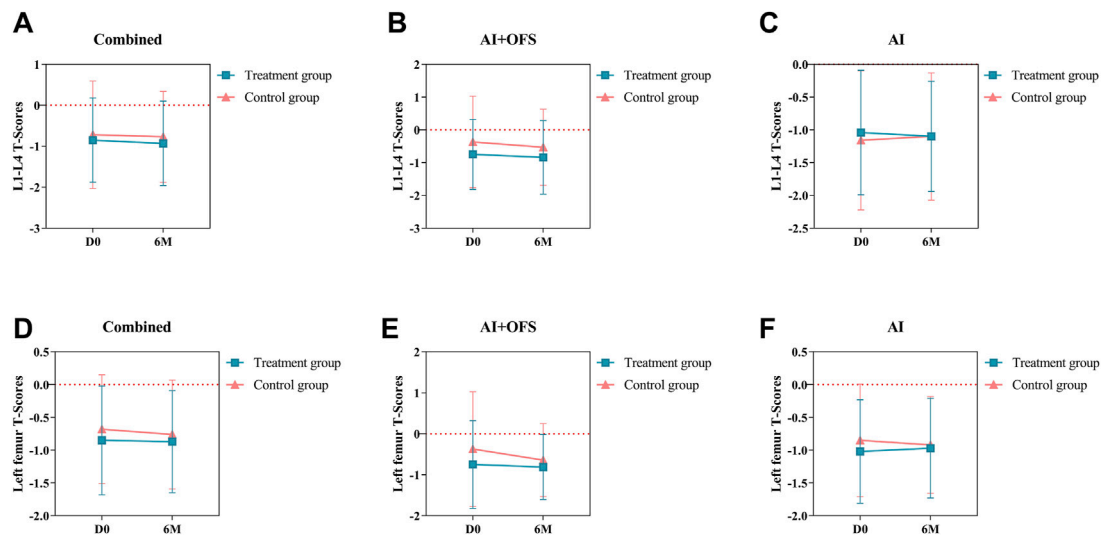 A
Combined
L1-L4 T-Scores
1
0
-1
-2
-3
D0
6M
Treatment group
Control group
B
AI+OFS
L1-L4 T-Scores
2
1
0
-1
-2
-3
D0
6M
Treatment group
Control group
C
AI
L1-L4 T-Scores
0.0
-0.5
-1.0
-1.5
-2.0
-2.5
D0
6M
Treatment group
Control group
D
Combined
Left femur T-Scores
0.5
0.0
-0.5
-1.0
-1.5
-2.0
D0
6M
Treatment group
Control group
E
AI+OFS
Left femur T-Scores
2
1
0
-1
-2
D0
6M
Treatment group
Control group
F
AI
Left femur T-Scores
0.5
0.0
-0.5
-1.0
-1.5
-2.0
D0
6M
Treatment group
Control group